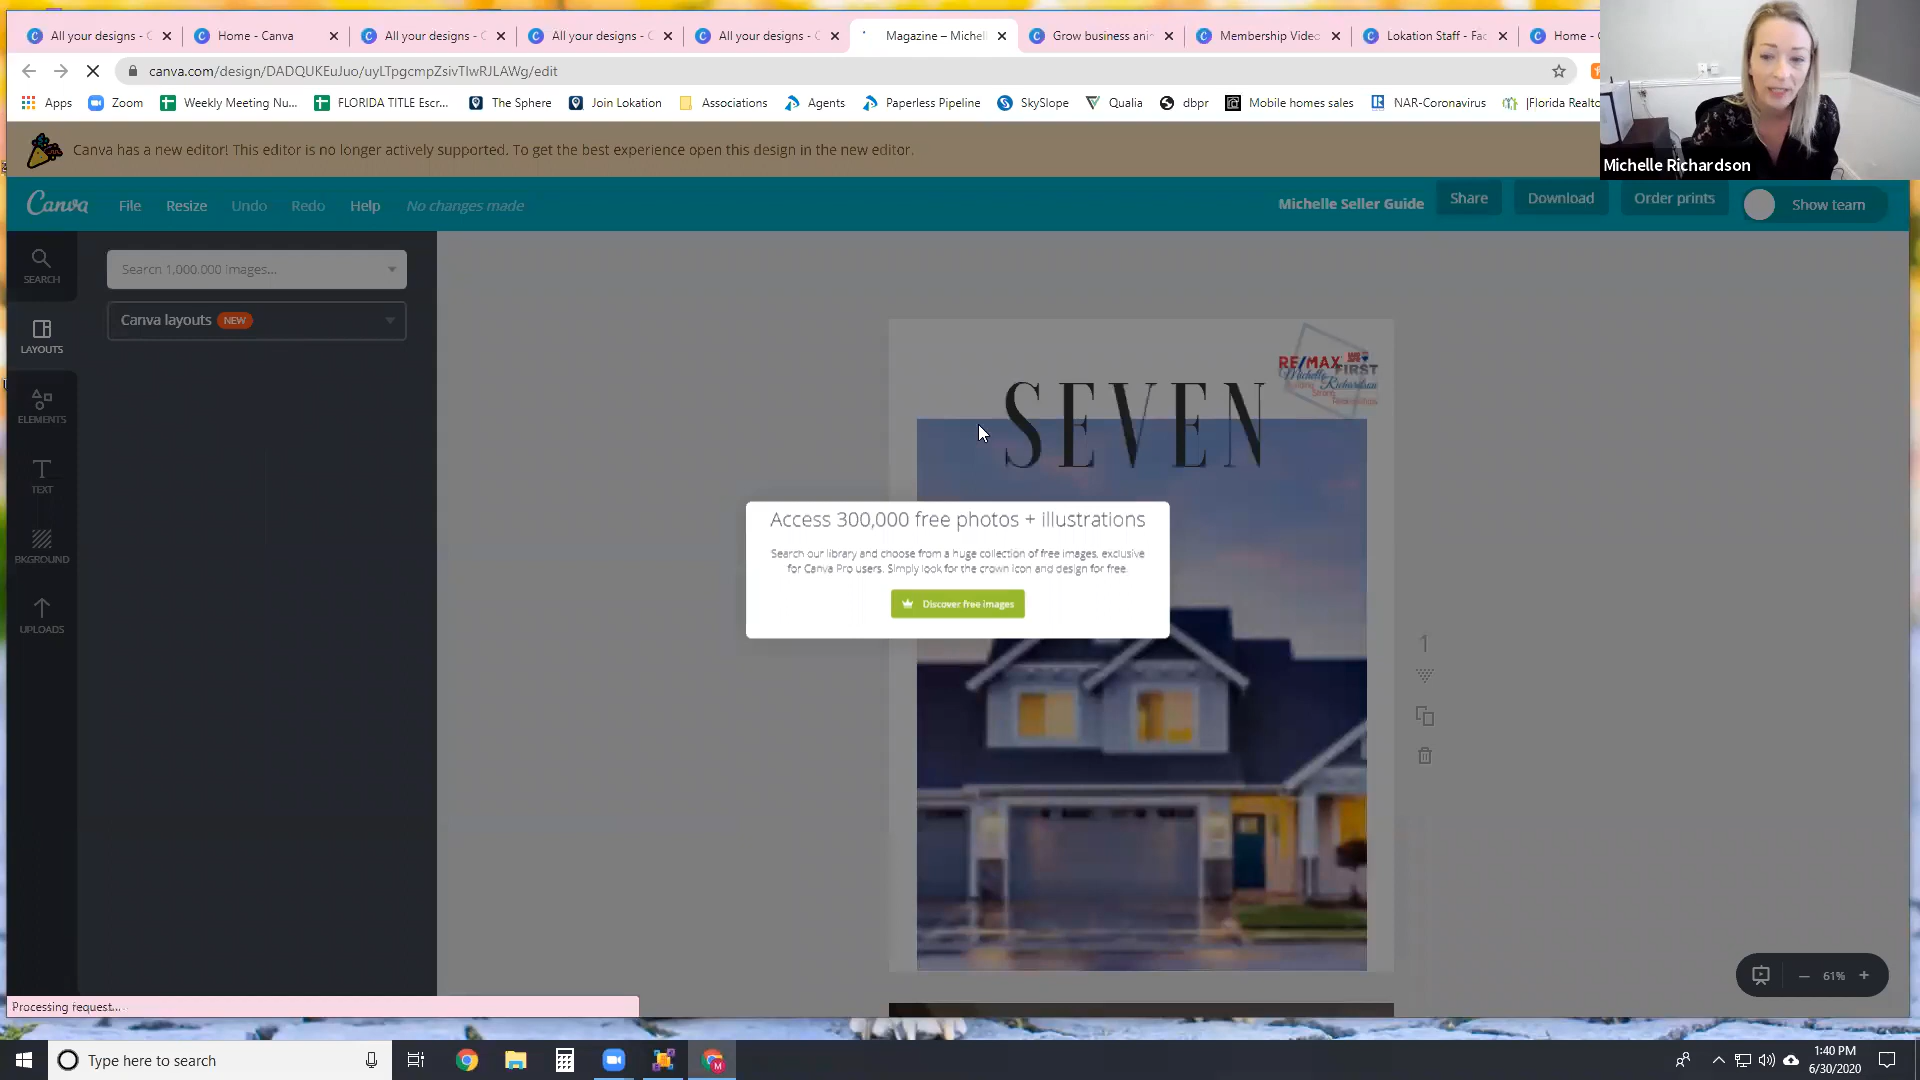 All your designs - C
Home - Canva
All your designs - C
All your designs - C
All your designs - C
Magazine – Michel
Grow business ani
Membership Video
Lokation Staff - Fac
Home - C
canva.com/design/DADQUKEuJuo/uyLTpgcmpZsivTIwRJLAWg/edit
Apps
Zoom
Weekly Meeting Nu...
FLORIDA TITLE Escr...
The Sphere
Join Lokation
Associations
Agents
Paperless Pipeline
SkySlope
Qualia
dbpr
Mobile homes sales
NAR-Coronavirus
|Florida Realto
Michelle Richardson
Canva has a new editor! This editor is no longer actively supported. To get the best experience open this design in the new editor.
Canva
File
Resize
Undo
Redo
Help
No changes made
Michelle Seller Guide
Share
Download
Order prints
Show team
SEARCH
LAYOUTS
ELEMENTS
TEXT
BKGROUND
UPLOADS
Search 1,000,000 images...
Canva layouts NEW
RE/MAX FIRST
Michelle Richardson
SEVEN
Access 300,000 free photos + illustrations
Search our library and choose from a huge collection of free images, exclusive
for Canva Pro users. Simply look for the crown icon and design for free.
Discover free images
1
61%
Processing request...
Type here to search
1:40 PM
6/30/2020